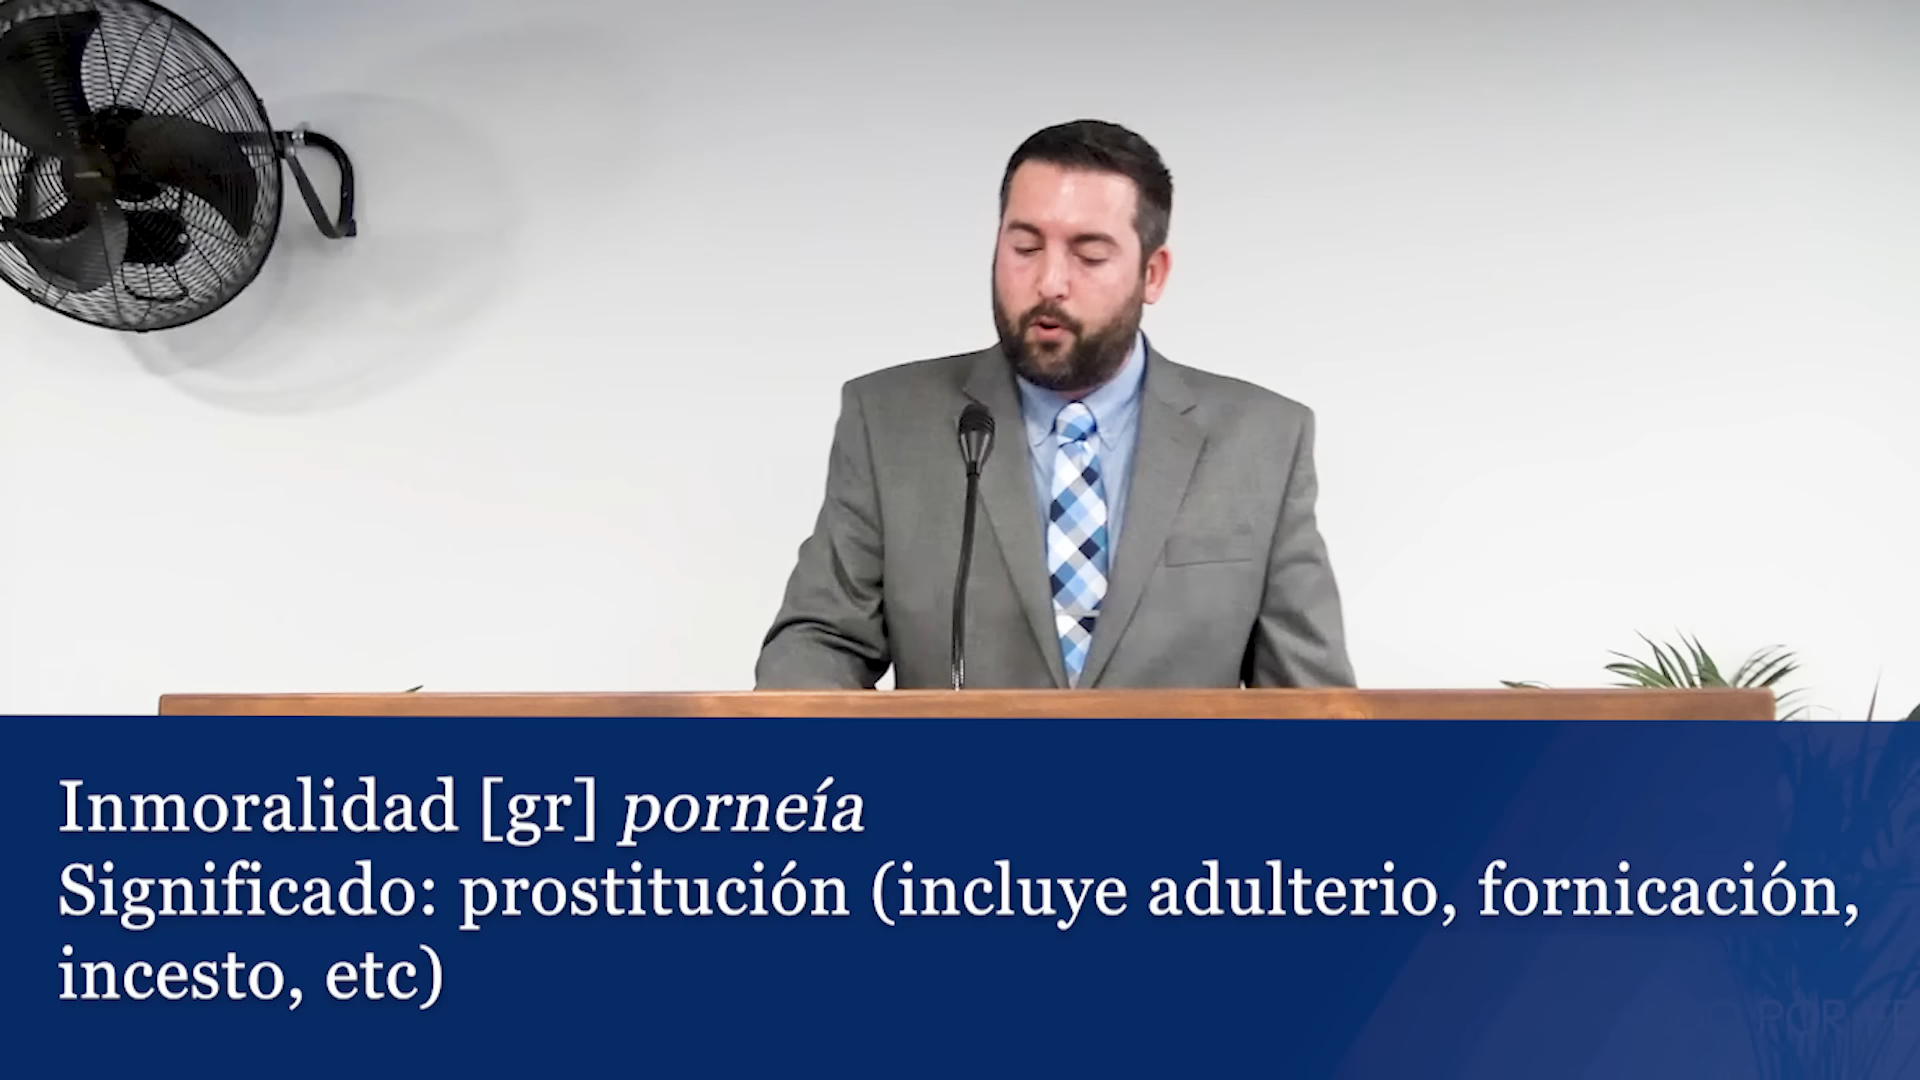 Inmoralidad [gr] porneía
Significado: prostitución (incluye adulterio, fornicación,
incesto, etc)